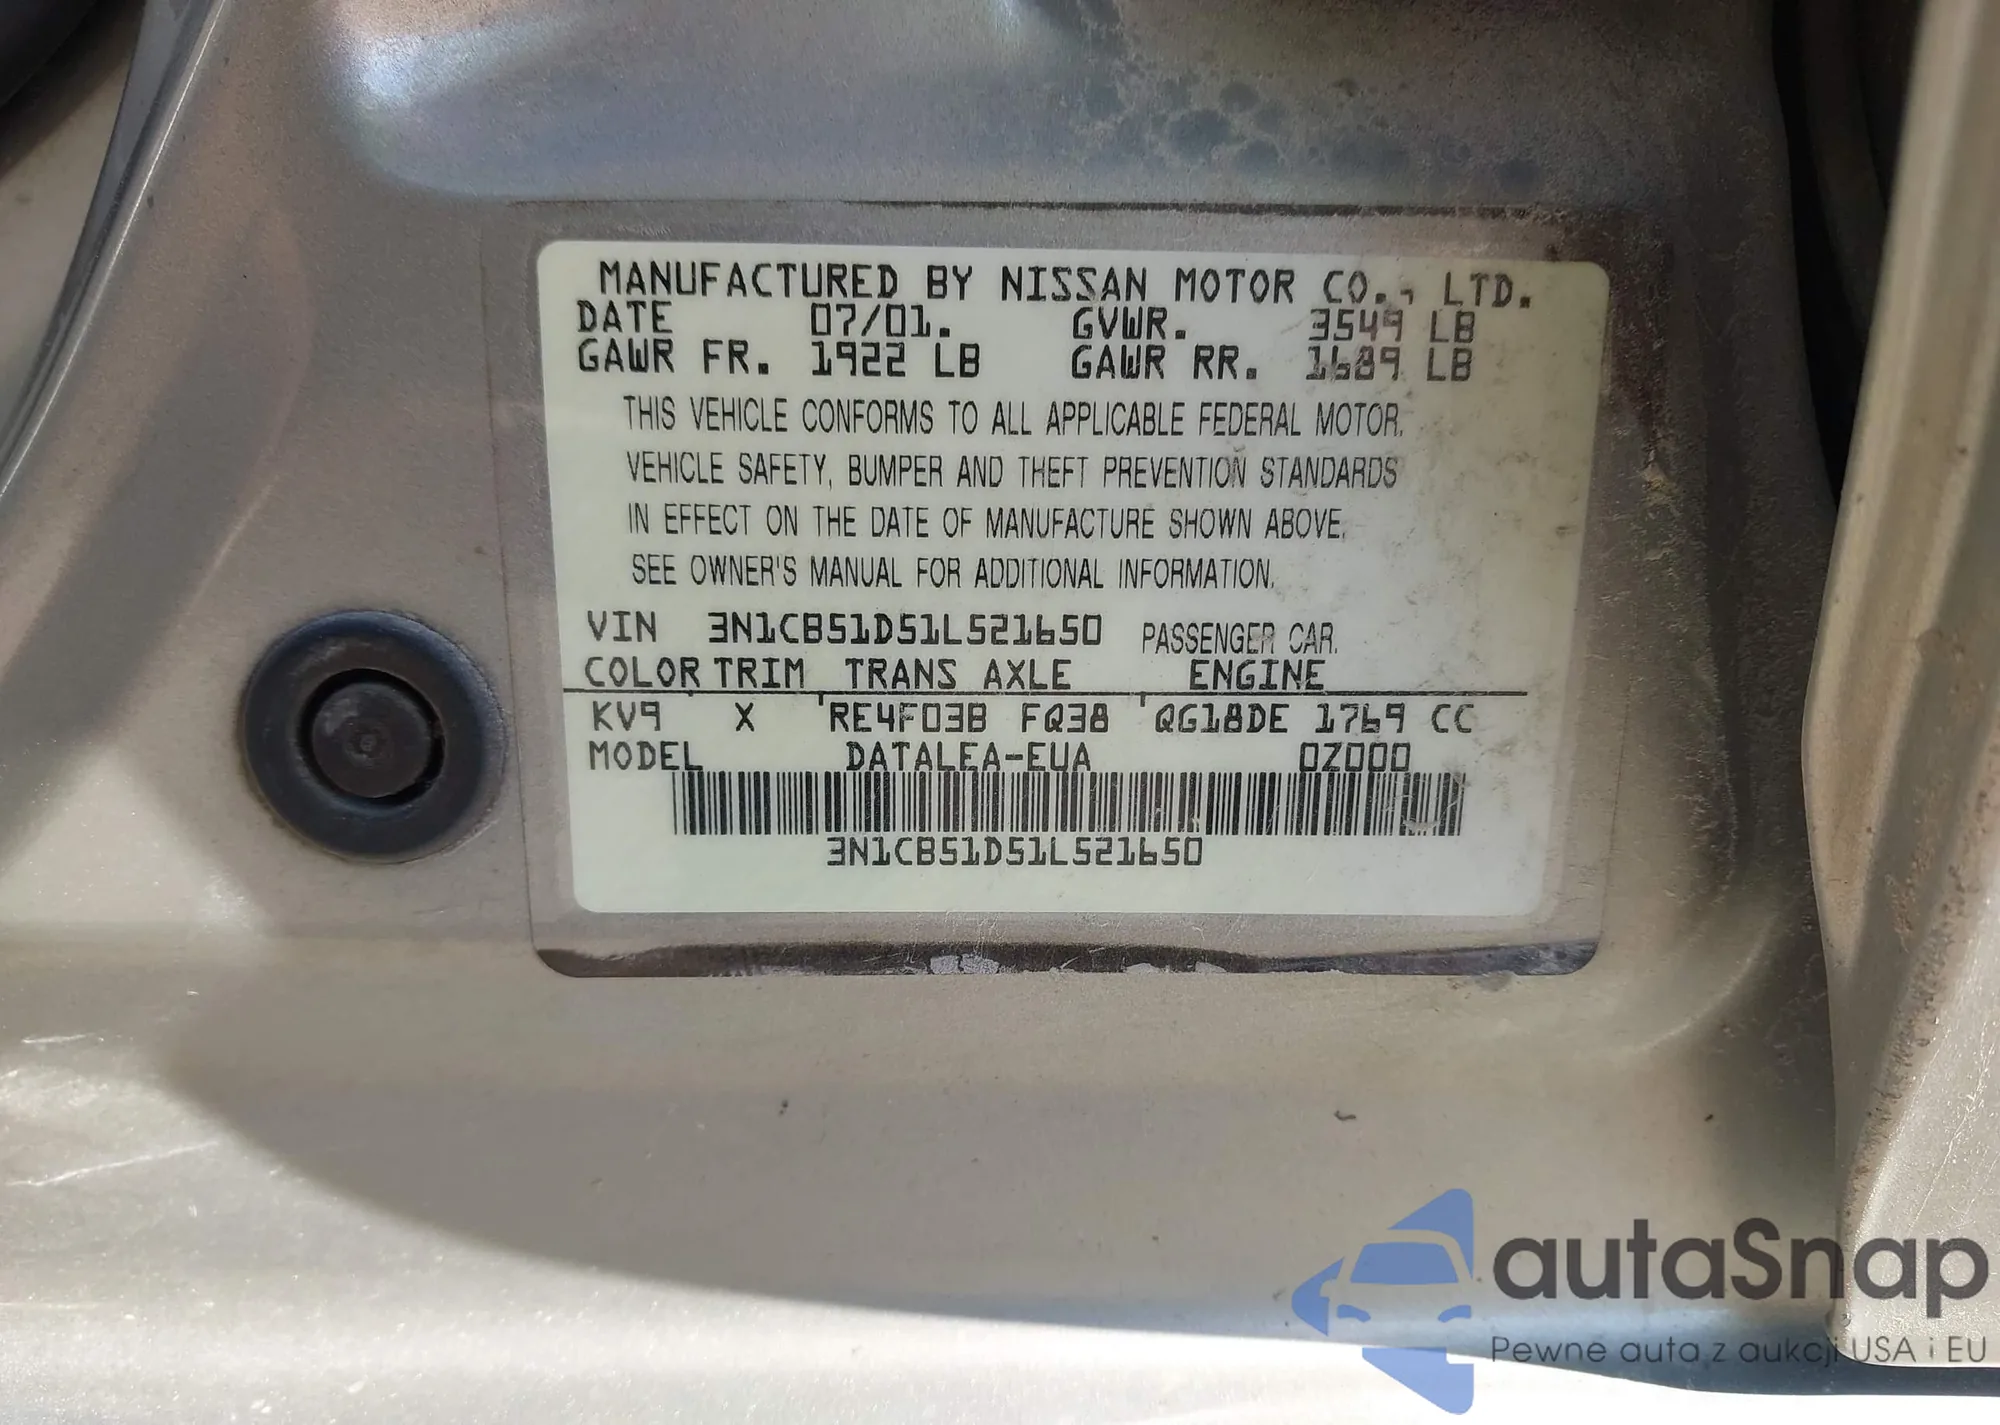 MANUFACTURED BY NISSAN MOTOR CO., LTD.
DATE 07/01. GVWR. 3549 LB
GAWR FR. 1922 LB GAWR RR. 1689 LB
THIS VEHICLE CONFORMS TO ALL APPLICABLE FEDERAL MOTOR.
VEHICLE SAFETY, BUMPER AND THEFT PREVENTION STANDARDS
IN EFFECT ON THE DATE OF MANUFACTURE SHOWN ABOVE.
SEE OWNER'S MANUAL FOR ADDITIONAL INFORMATION.
VIN 3N1CB51D51L521650 PASSENGER CAR.
COLOR TRIM TRANS AXLE ENGINE
KV9 X 'RE4F03B FQ38 'QG18DE 1769 CC
MODEL DATALEA-EUA 0Z000
3N1CB51D51L521650
autaSnap
Pewne auta z aukcji USA i EU